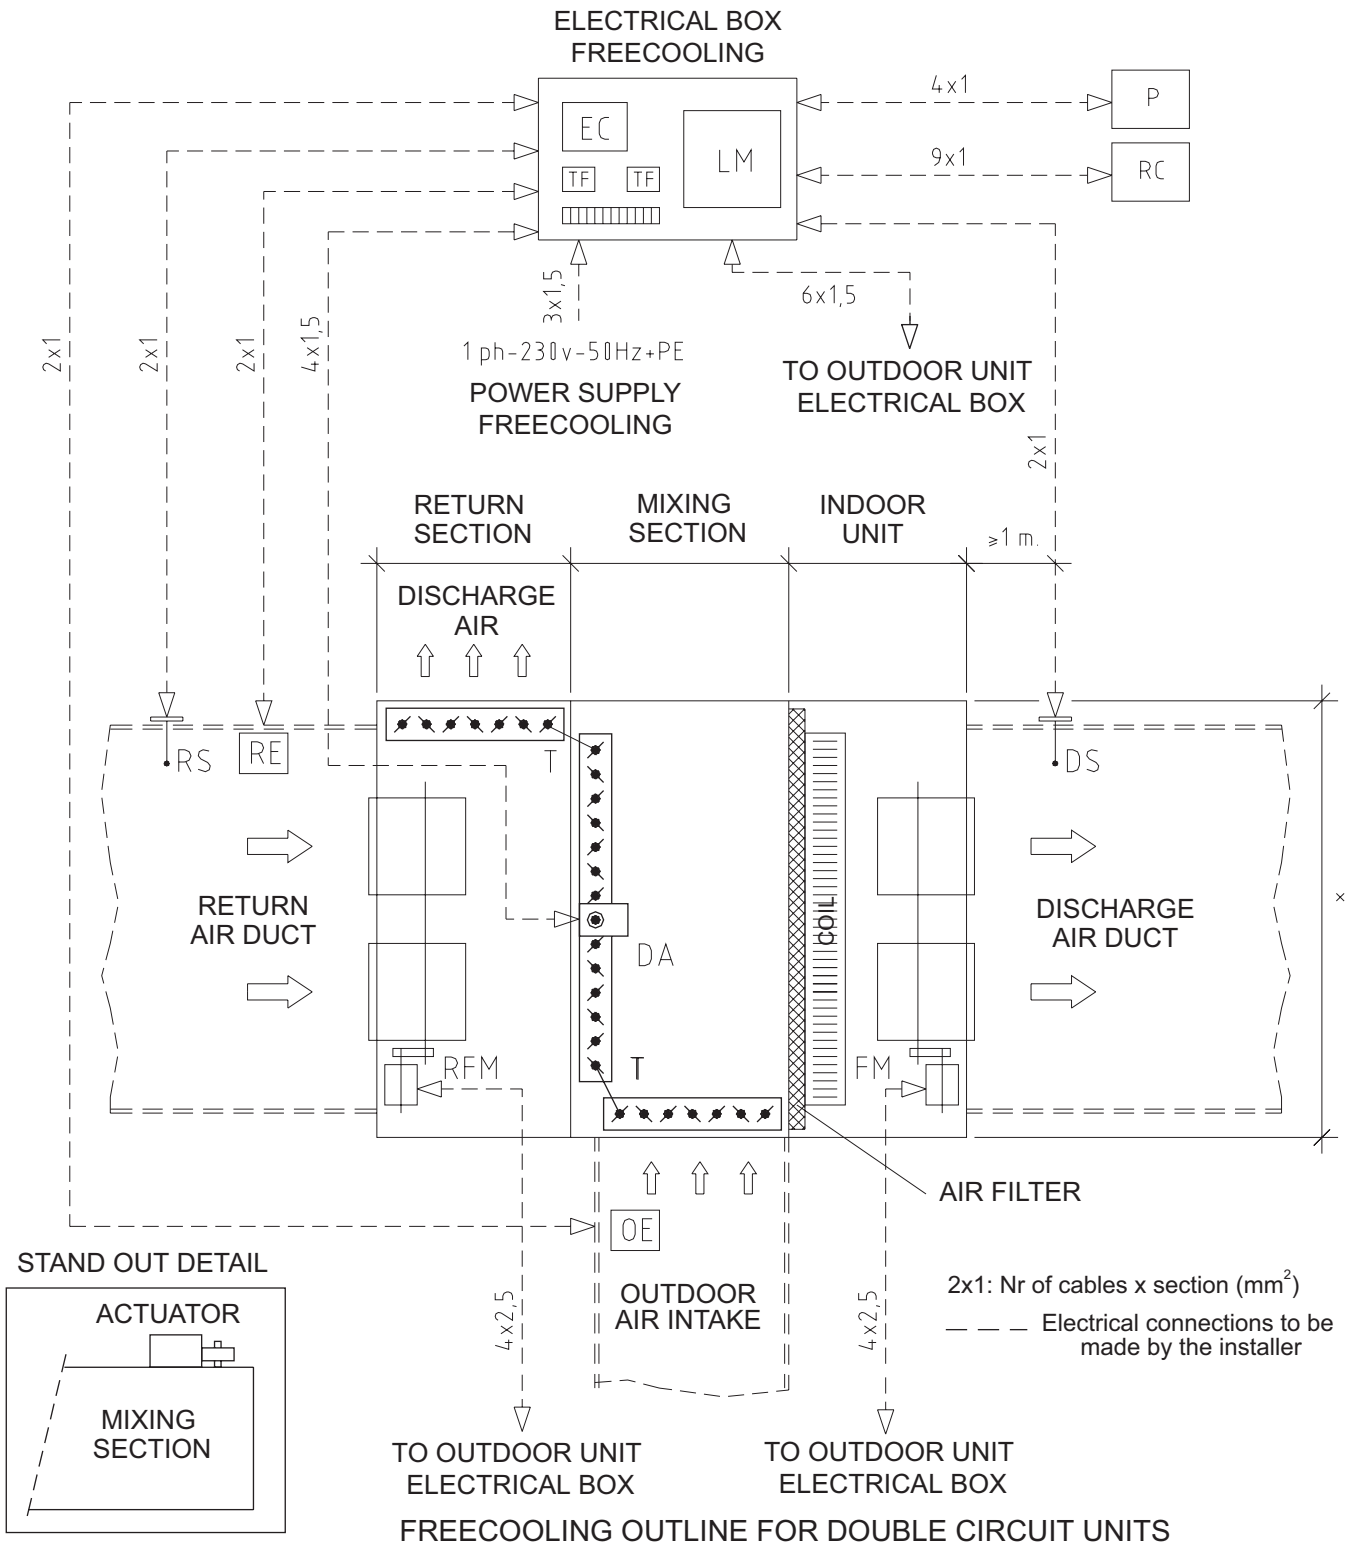 ELECTRICAL BOX
FREECOOLING
EC
TF
TF
LM
4x1
P
9x1
RC
2x1
2x1
2x1
4x1,5
3x1,5
6x1,5
1 ph-230v-50Hz+PE
POWER SUPPLY
FREECOOLING
TO OUTDOOR UNIT
ELECTRICAL BOX
2x1
RETURN
SECTION
MIXING
SECTION
INDOOR
UNIT
≥1 m.
DISCHARGE
AIR
RS
RE
T
DS
RETURN
AIR DUCT
DA
COIL
DISCHARGE
AIR DUCT
x
RFM
T
FM
AIR FILTER
OE
OUTDOOR
AIR INTAKE
4x2,5
4x2,5
STAND OUT DETAIL
ACTUATOR
MIXING
SECTION
2x1: Nr of cables x section (mm²)
Electrical connections to be
made by the installer
TO OUTDOOR UNIT
ELECTRICAL BOX
TO OUTDOOR UNIT
ELECTRICAL BOX
FREECOOLING OUTLINE FOR DOUBLE CIRCUIT UNITS